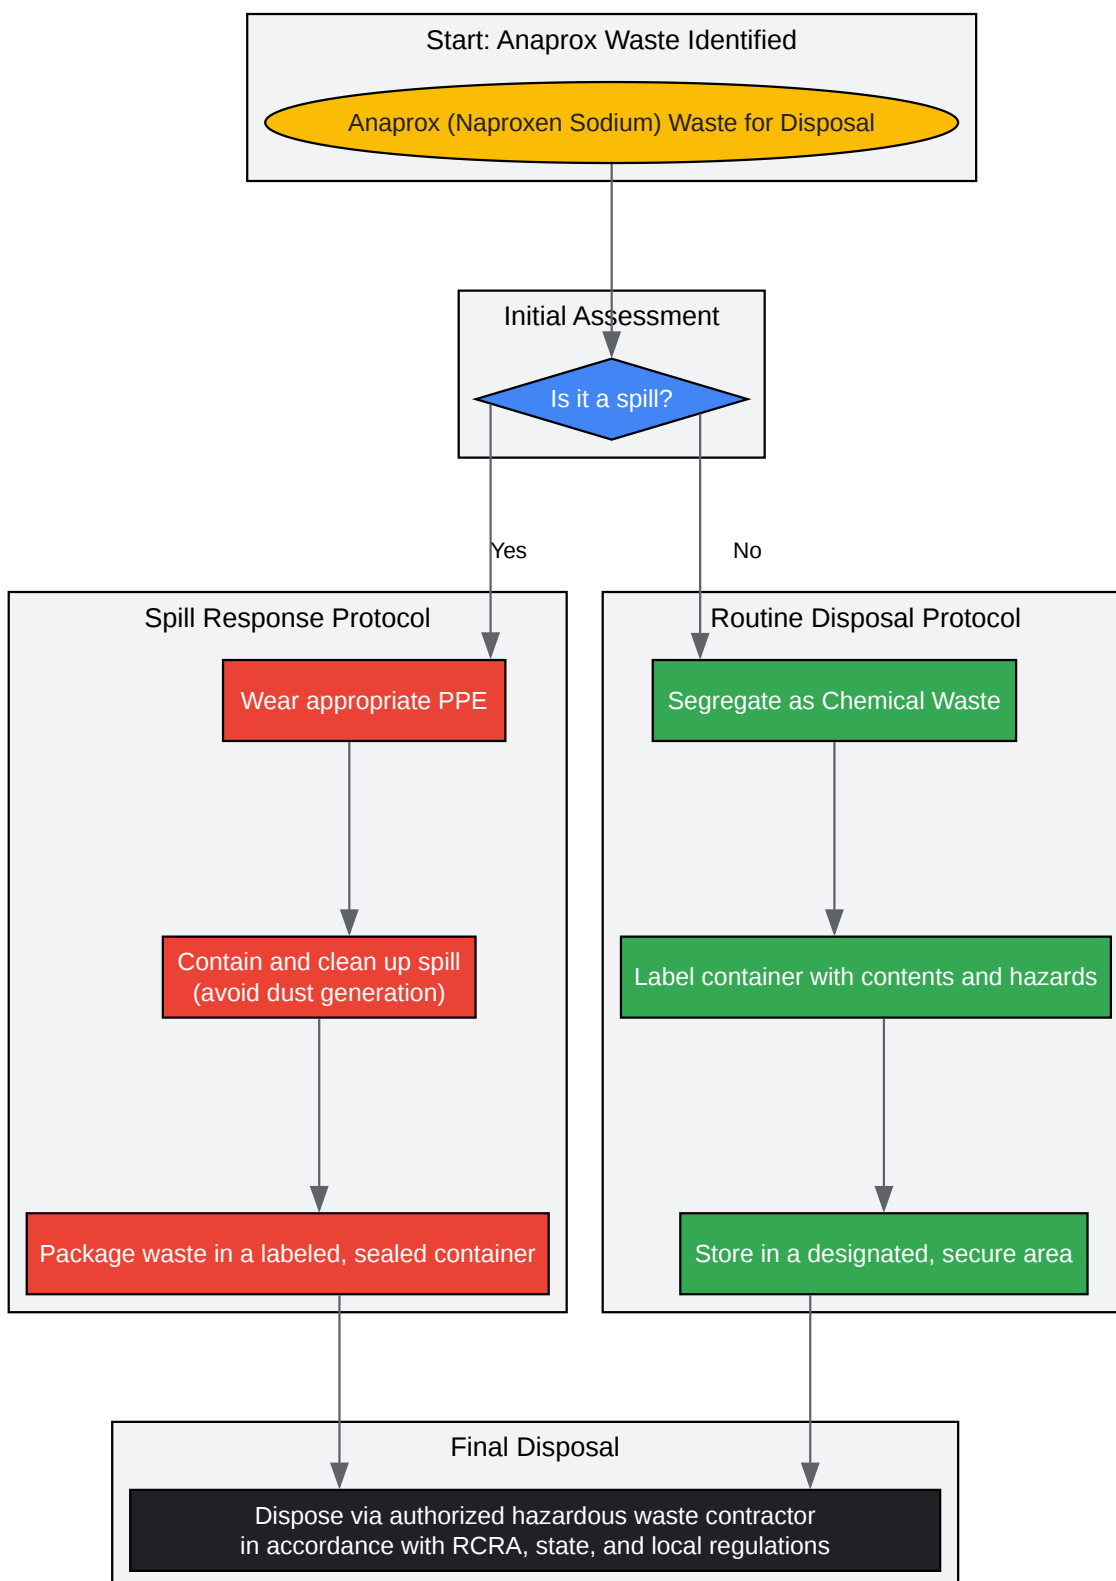 Start: Anaprox Waste Identified
Anaprox (Naproxen Sodium) Waste for Disposal
Initial Assessment
Is it a spill?
Yes
No
Spill Response Protocol
Wear appropriate PPE
Contain and clean up spill
(avoid dust generation)
Package waste in a labeled, sealed container
Routine Disposal Protocol
Segregate as Chemical Waste
Label container with contents and hazards
Store in a designated, secure area
Final Disposal
Dispose via authorized hazardous waste contractor
in accordance with RCRA, state, and local regulations